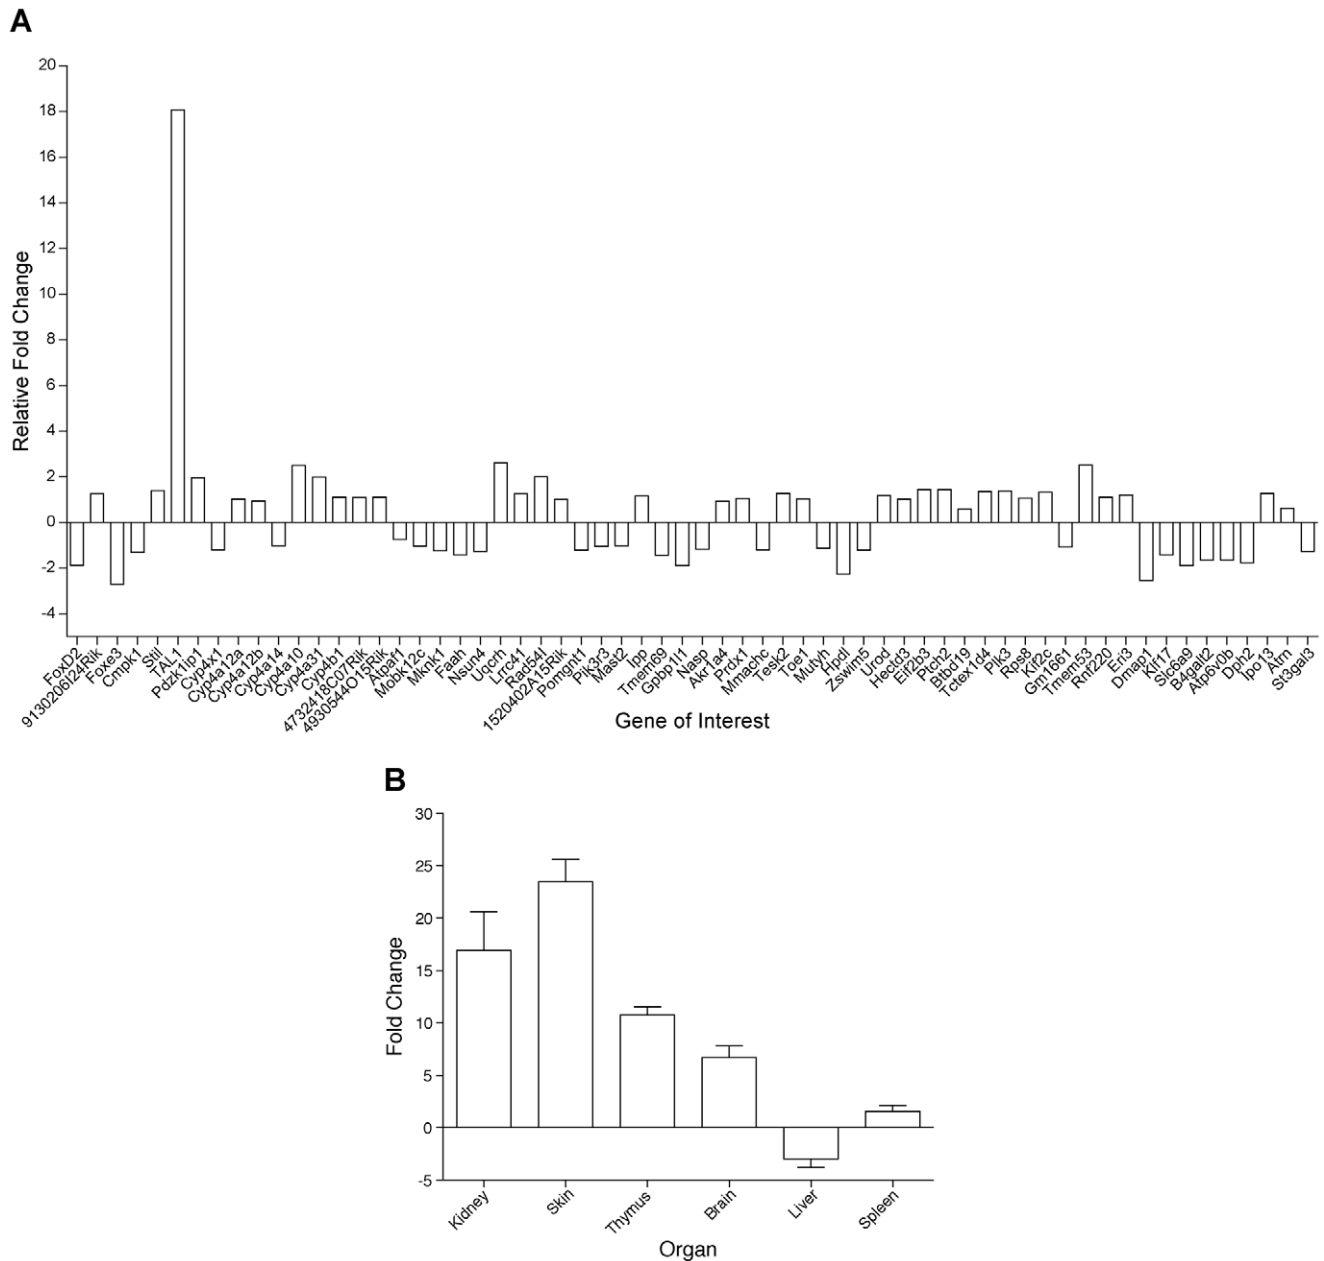 A
20
18
16
14
12
10
8
6
4
2
0
-2
-4
Relative Fold Change
FoxD2
9130206I24Rik
Foxe3
Cmpk1
Stil
TAL1
Pdzk1ip1
Cyp4x1
Cyp4a12a
Cyp4a12b
Cyp4a14
Cyp4a10
Cyp4a31
Cyp4b1
4732418C07Rik
4930544O15Rik
Atpaf1
Mobk12c
Mknk1
Faah
Nsun4
Uqcrh
Lrrc41
Rad54l
1520402A15Rik
Pomgnt1
Pik3r3
Mast2
Ipp
Tmem69
Gpbp1l1
Nasp
Akr1a4
Prdx1
Mmachc
Tesk2
Toe1
Mutyh
Hpdl
Zswim5
Urod
Hectd3
Eif2b3
Ptch2
Btbd19
Tctex1d4
Plk3
Rps8
Kif2c
Gm1661
Tmem53
Rnf220
Eri3
Dmap1
Klf17
Slc6a9
B4galt2
Atp6v0b
Dph2
Ipo13
Atrn
St3gal3
Gene of Interest
B
30
25
20
15
10
5
0
-5
Fold Change
Kidney
Skin
Thymus
Brain
Liver
Spleen
Organ